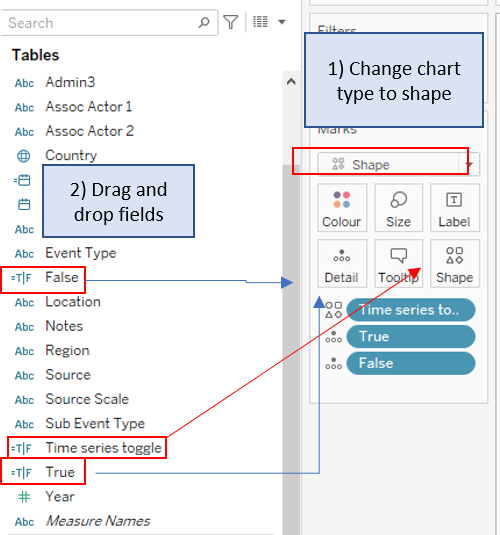 Search
Tables
Abc Admin3
Abc Assoc Actor 1
Abc Assoc Actor 2
Country
2) Drag and
drop fields
Abc
Abc Event Type
=T|F False
Abc Location
Abc Notes
Abc Region
Abc Source
Abc Source Scale
Abc Sub Event Type
=T|F Time series toggle
=T|F True
# Year
Abc Measure Names
Filters
1) Change chart
type to shape
Marks
Shape
Colour Size Label
Detail Tooltip Shape
Time series to..
True
False